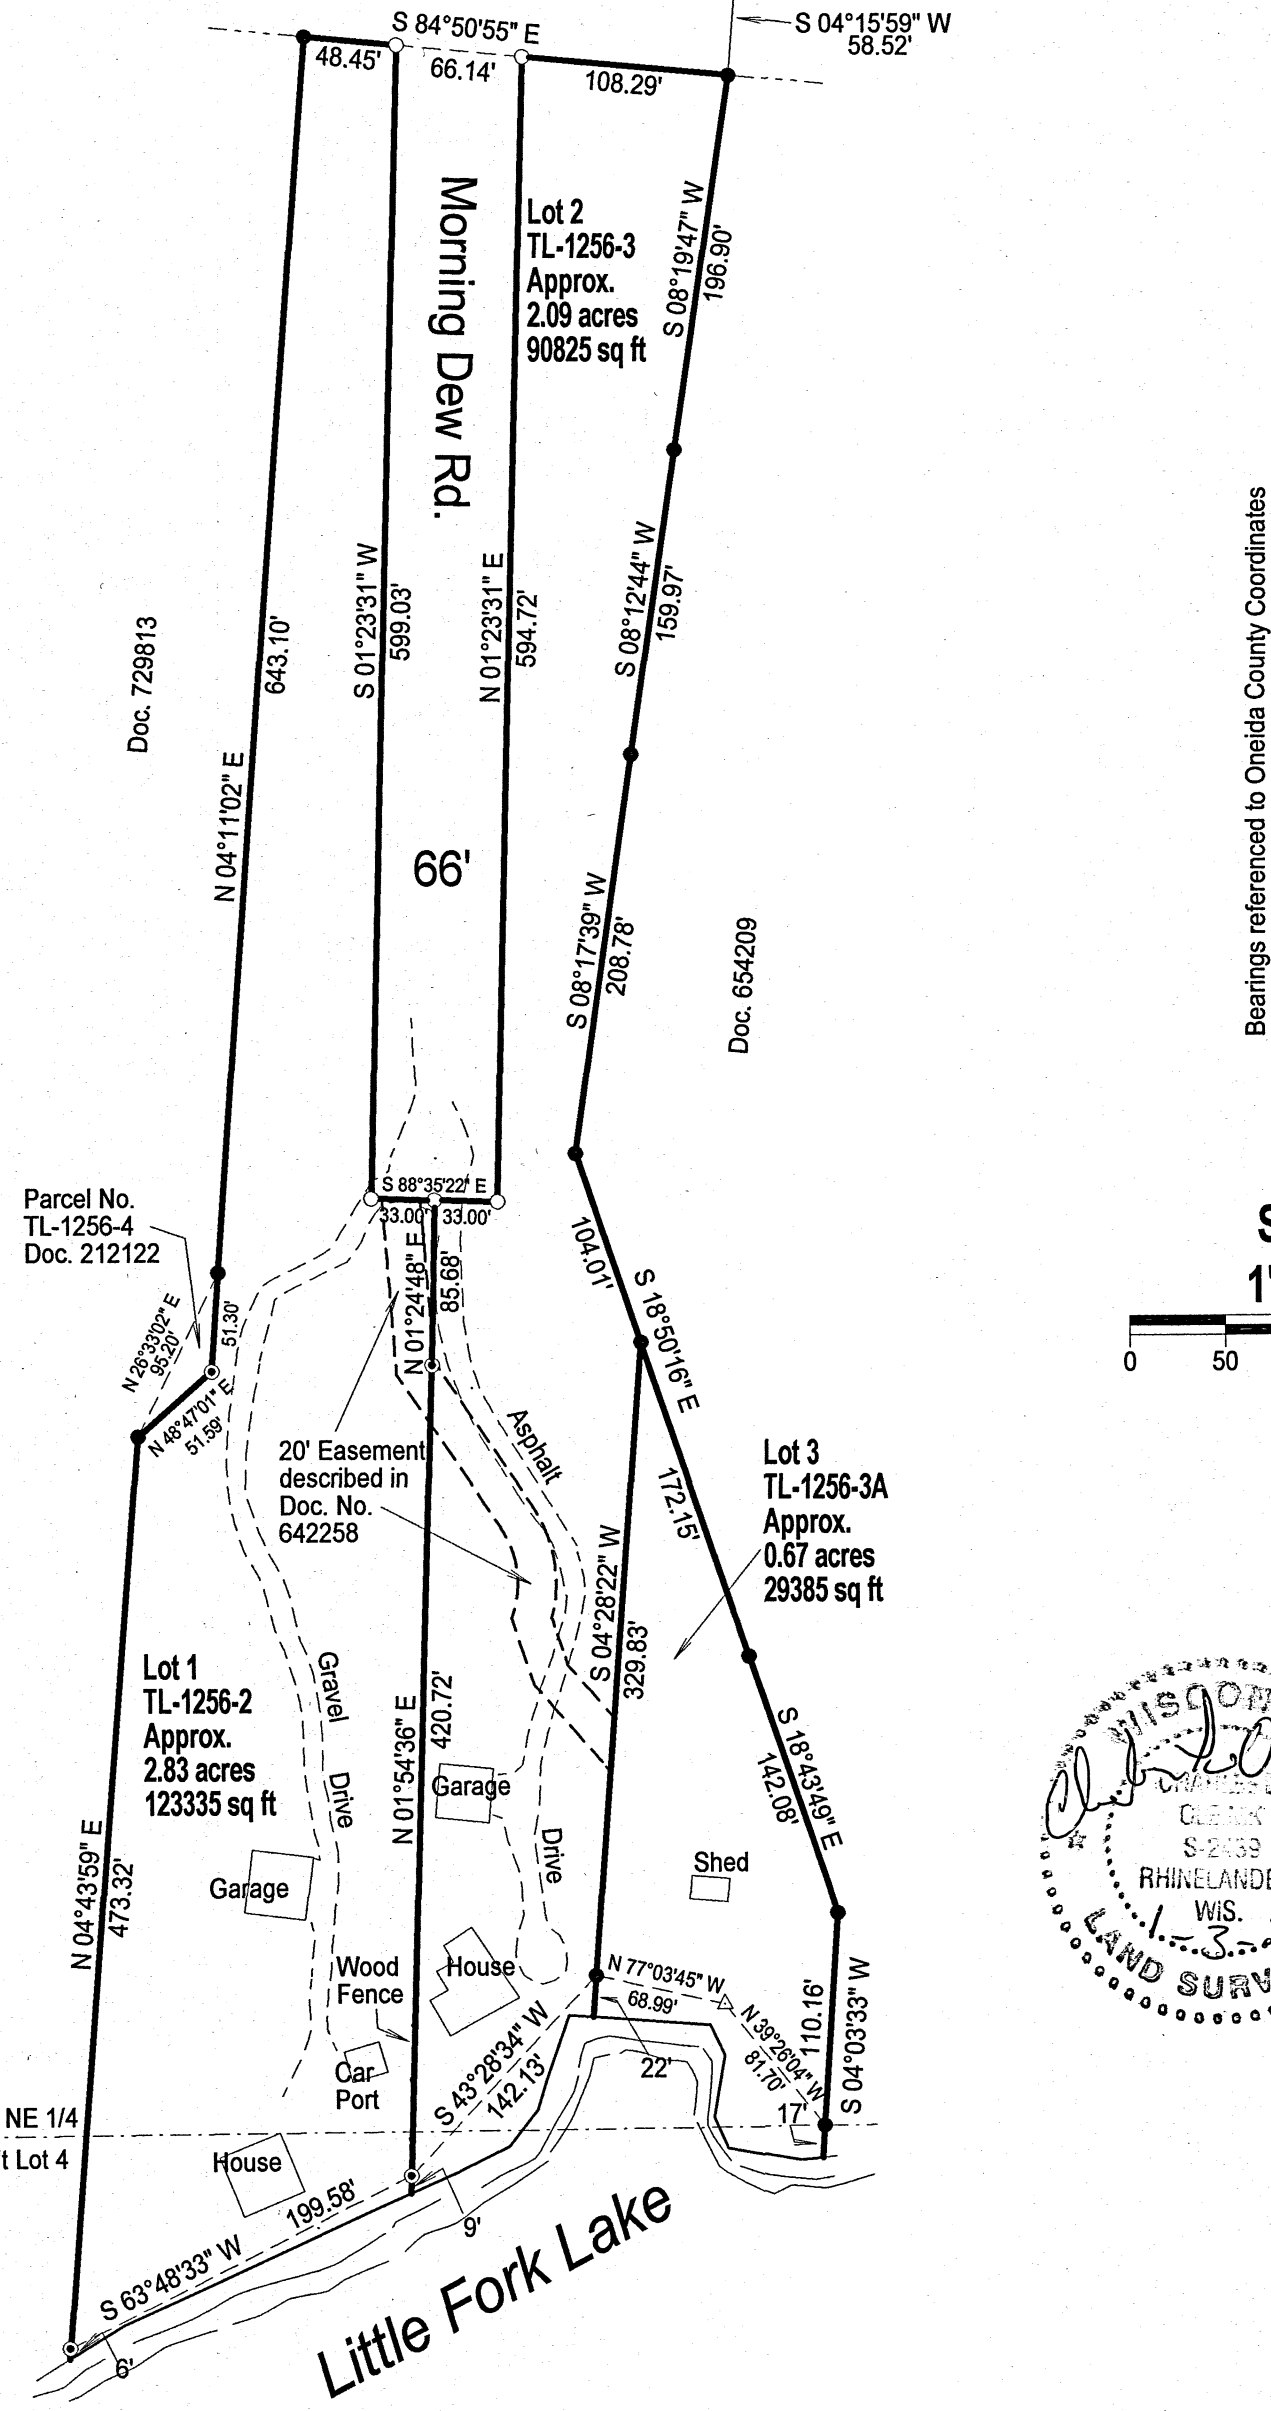 S 84°50'55" E
S 04°15'59" W
58.52'
48.45'
66.14'
108.29'
Morning Dew Rd.
Lot 2
TL-1256-3
Approx.
2.09 acres
90825 sq ft
S 08°19'47" W
196.90'
Bearings referenced to Oneida County Coordinates
S 01°23'31" W
599.03'
N 01°23'31" E
594.72'
S 08°12'44" W
159.97'
Doc. 729813
643.10'
N 04°11'02" E
66'
S 08°17'39" W
208.78'
Doc. 654209
Parcel No.
TL-1256-4
Doc. 212122
S 88°35'22" E
33.00'
33.00'
N 01°24'48" E
85.68'
104.01'
S 18°50'16" E
172.15'
S
1"
0
50
N 26°33'02" E
95.20'
51.30'
N 48°47'01" E
51.59'
20' Easement
described in
Doc. No.
642258
Asphalt
Lot 3
TL-1256-3A
Approx.
0.67 acres
29385 sq ft
S 04°28'22" W
329.83'
Lot 1
TL-1256-2
Approx.
2.83 acres
123335 sq ft
Gravel
Drive
N 01°54'36" E
420.72'
Garage
Drive
S 18°43'49" E
142.08'
Shed
N 04°43'59" E
473.32'
Garage
Wood
Fence
House
N 77°03'45" W
68.99'
N 39°26'04" W
81.70'
110.16'
S 04°03'33" W
Car
Port
S 43°28'34" W
142.13'
22'
17'
NE 1/4
t Lot 4
House
199.58'
S 63°48'33" W
9'
6'
Little Fork Lake
S-2439
RHINELANDE
WIS.
LAND SURV